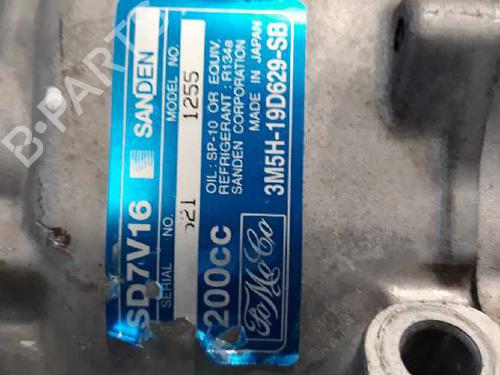 SD7V16 SANDEN
SERIAL NO. MODEL NO.
521 1255
200CC
OIL: SP-10 OR EQUIV.
REFRIGERANT: R134a
SANDEN CORPORATION
MADE IN JAPAN
FoMoCo
3M5H-19D629-SB
B-PARTS